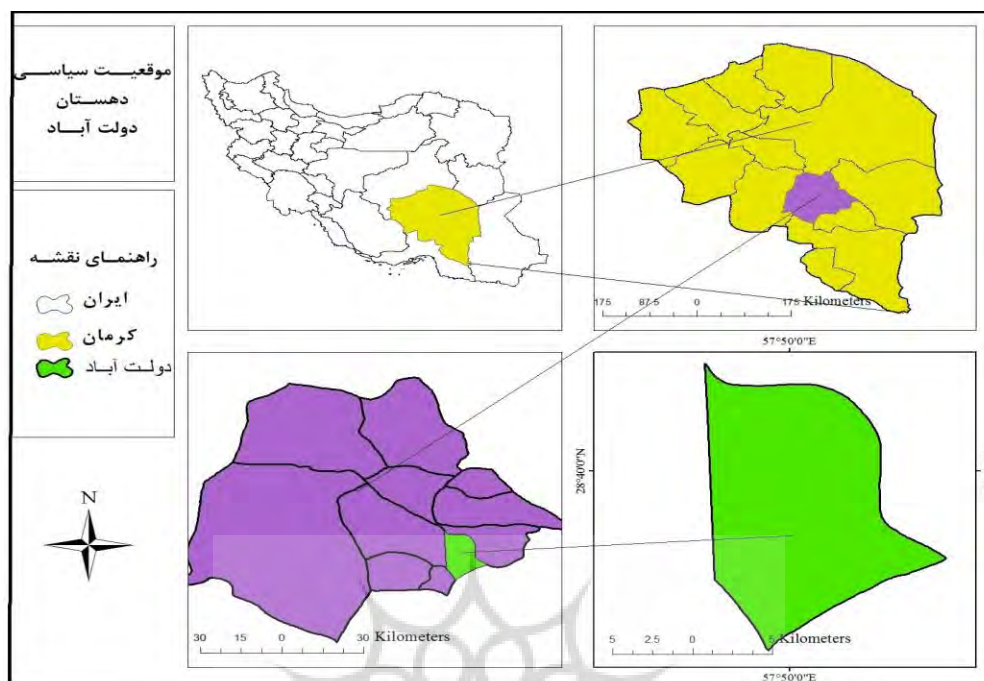 موقعیت سیاسی
دهستان
دولت آباد
راهنمای نقشه
ایران
کرمان
دولت آباد
N
175 87.5 0 175 Kilometers
57°50'0"E
28°40'0"N
30 15 0 30 Kilometers
5 2.5 0 5 Kilometers
57°50'0"E